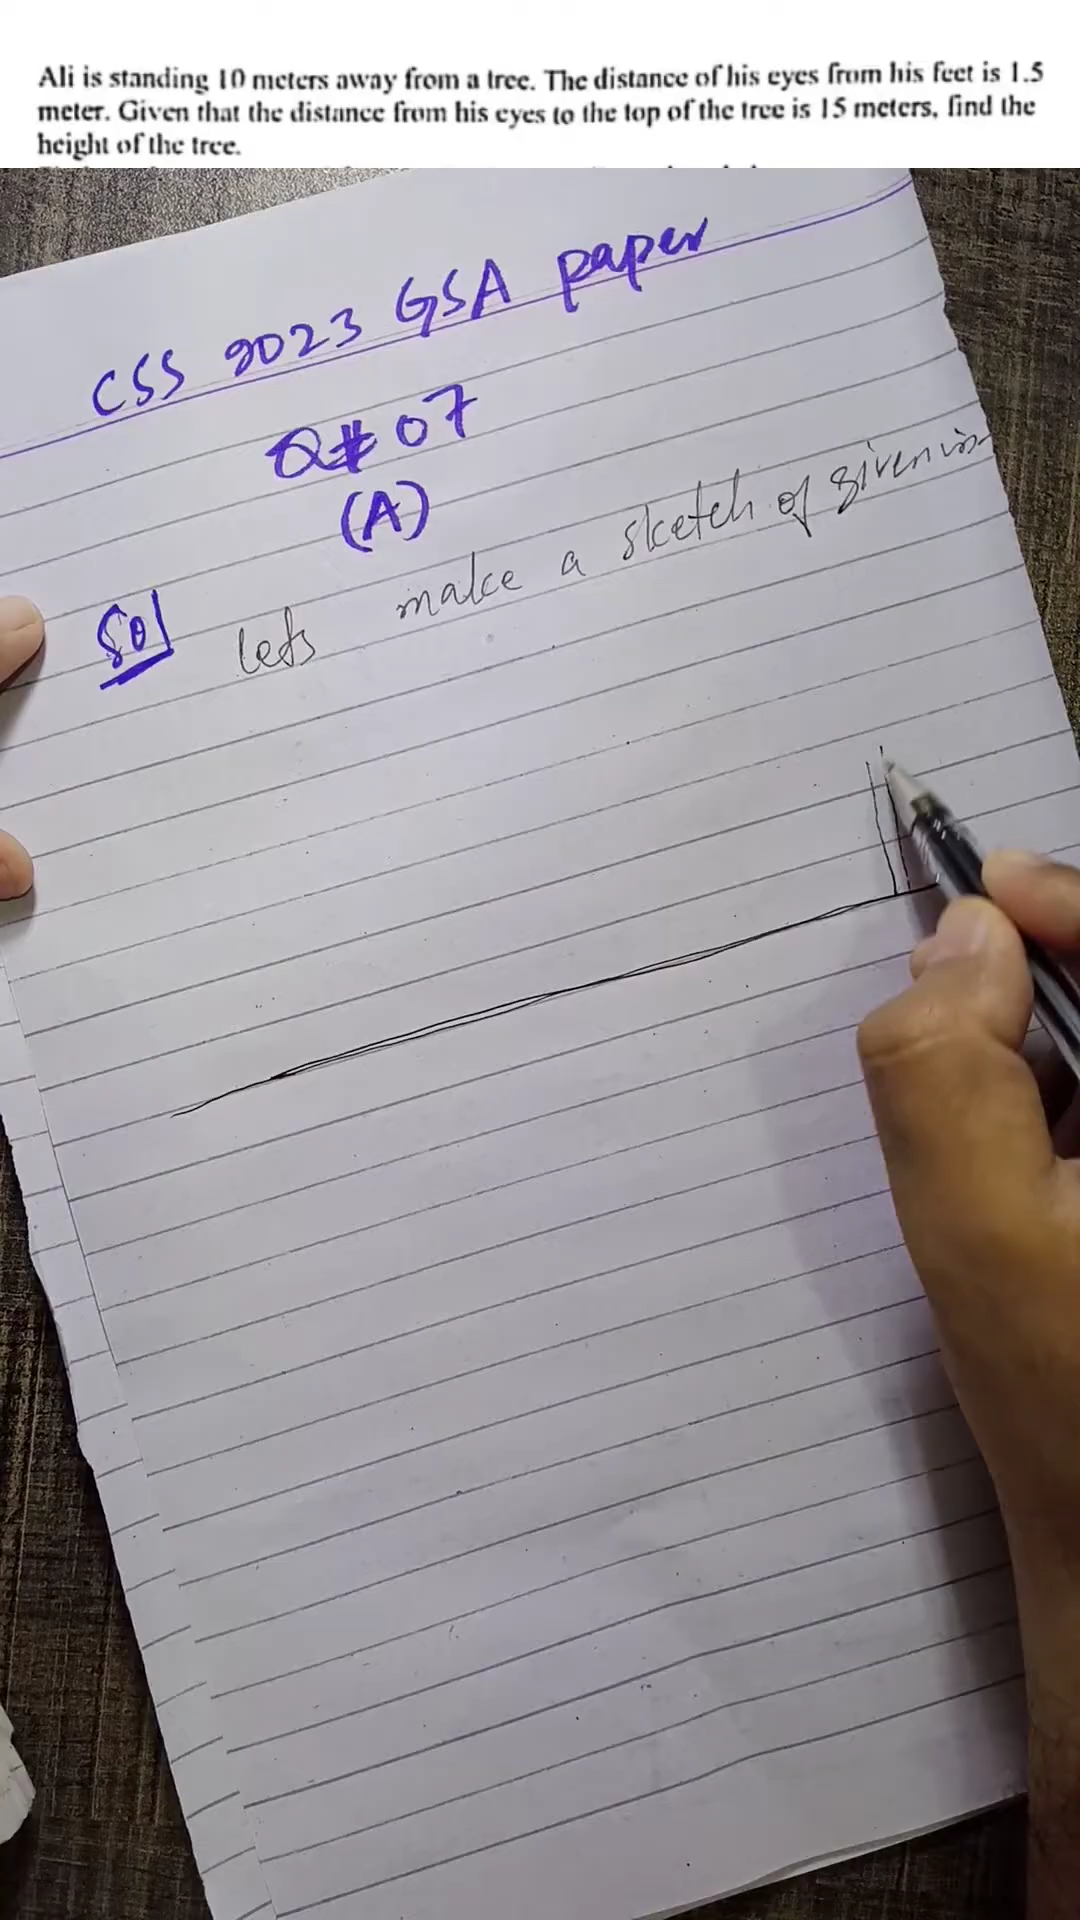 Ali is standing 10 meters away from a tree. The distance of his eyes from his feet is 1.5
meter. Given that the distance from his eyes to the top of the tree is 15 meters, find the
height of the tree.
CSS 2023 GSA paper
Q# 07
(A)
Sol
Lets make a sketch of given